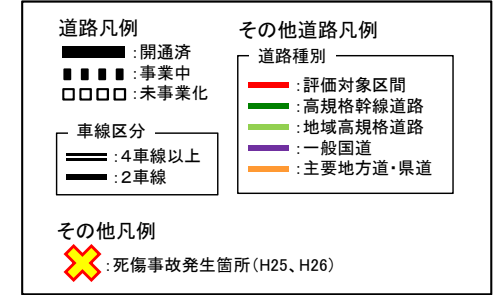 道路凡例
:開通済
:事業中
:未事業化
車線区分
:4車線以上
:2車線
その他道路凡例
道路種別
:評価対象区間
:高規格幹線道路
:地域高規格道路
:一般国道
:主要地方道・県道
その他凡例
:死傷事故発生箇所(H25、H26)